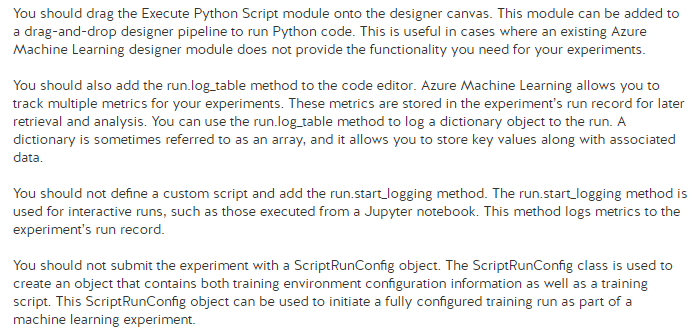 You should drag the Execute Python Script module onto the designer canvas. This module can be added to
a drag-and-drop designer pipeline to run Python code. This is useful in cases where an existing Azure
Machine Learning designer module does not provide the functionality you need for your experiments.
You should also add the run.log_table method to the code editor. Azure Machine Learning allows you to
track multiple metrics for your experiments. These metrics are stored in the experiment's run record for later
retrieval and analysis. You can use the run.log_table method to log a dictionary object to the run. A
dictionary is sometimes referred to as an array, and it allows you to store key values along with associated
data.
You should not define a custom script and add the run.start_logging method. The run.start_logging method is
used for interactive runs, such as those executed from a Jupyter notebook. This method logs metrics to the
experiment's run record.
You should not submit the experiment with a ScriptRunConfig object. The ScriptRunConfig class is used to
create an object that contains both training environment configuration information as well as a training
script. This ScriptRunConfig object can be used to initiate a fully configured training run as part of a
machine learning experiment.